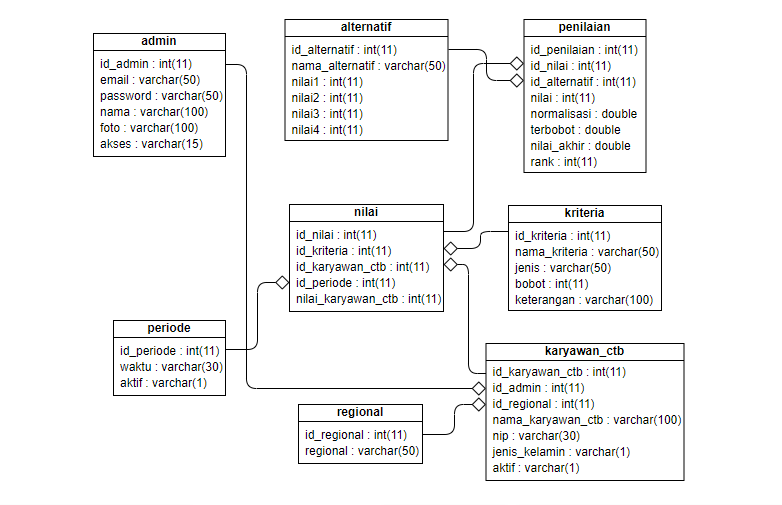 admin
id_admin : int(11)
email : varchar(50)
password : varchar(50)
nama : varchar(100)
foto : varchar(100)
akses : varchar(15)
alternatif
id_alternatif : int(11)
nama_alternatif : varchar(50)
nilai1 : int(11)
nilai2 : int(11)
nilai3 : int(11)
nilai4 : int(11)
penilaian
id_penilaian : int(11)
id_nilai : int(11)
id_alternatif : int(11)
nilai : int(11)
normalisasi : double
terbobot : double
nilai_akhir : double
rank : int(11)
nilai
id_nilai : int(11)
id_kriteria : int(11)
id_karyawan_ctb : int(11)
id_periode : int(11)
nilai_karyawan_ctb : int(11)
kriteria
id_kriteria : int(11)
nama_kriteria : varchar(50)
jenis : varchar(50)
bobot : int(11)
keterangan : varchar(100)
periode
id_periode : int(11)
waktu : varchar(30)
aktif : varchar(1)
karyawan_ctb
id_karyawan_ctb : int(11)
id_admin : int(11)
id_regional : int(11)
nama_karyawan_ctb : varchar(100)
nip : varchar(30)
jenis_kelamin : varchar(1)
aktif : varchar(1)
regional
id_regional : int(11)
regional : varchar(50)